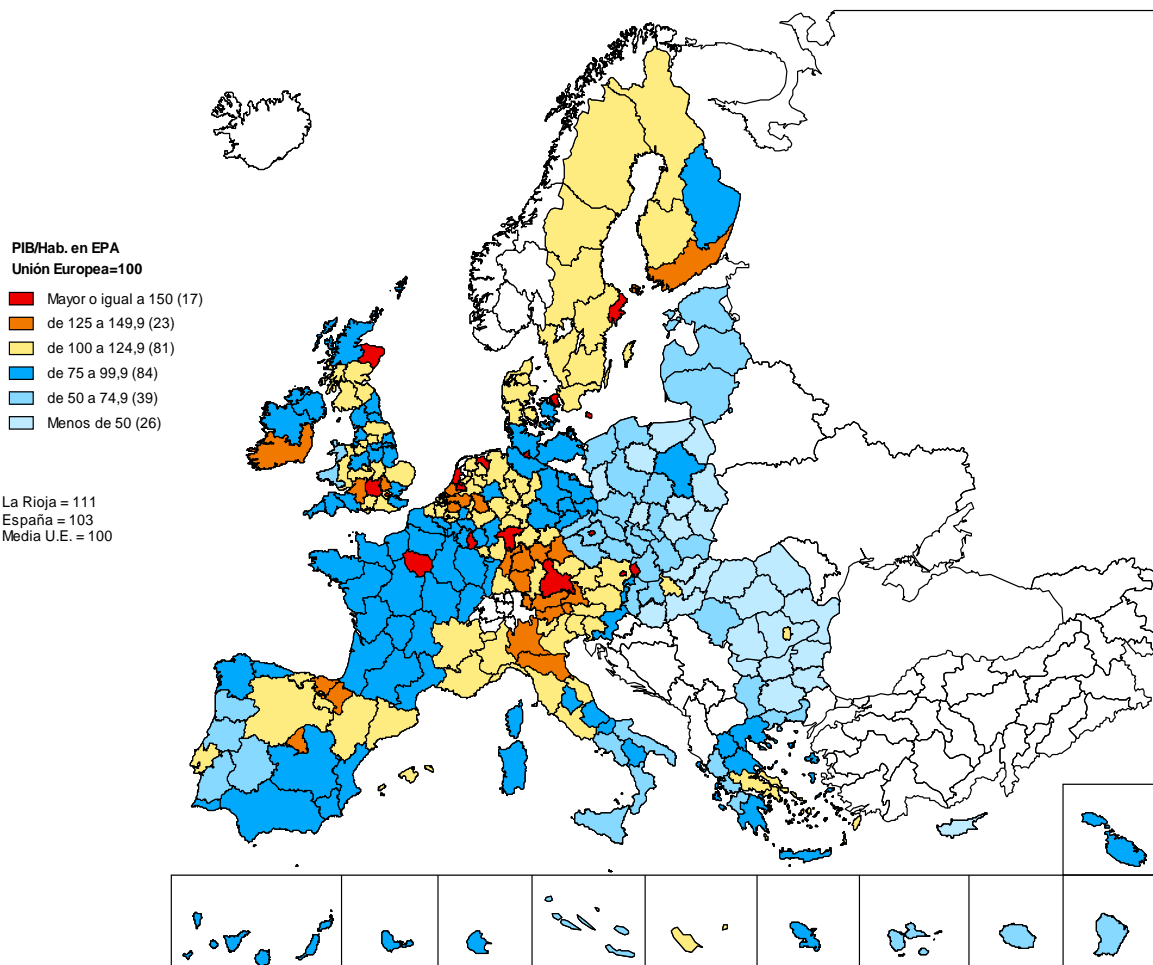 PIB/Hab. en EPA
Unión Europea=100
Mayor o igual a 150 (17)
de 125 a 149,9 (23)
de 100 a 124,9 (81)
de 75 a 99,9 (84)
de 50 a 74,9 (39)
Menos de 50 (26)
La Rioja = 111
España = 103
Media U.E. = 100